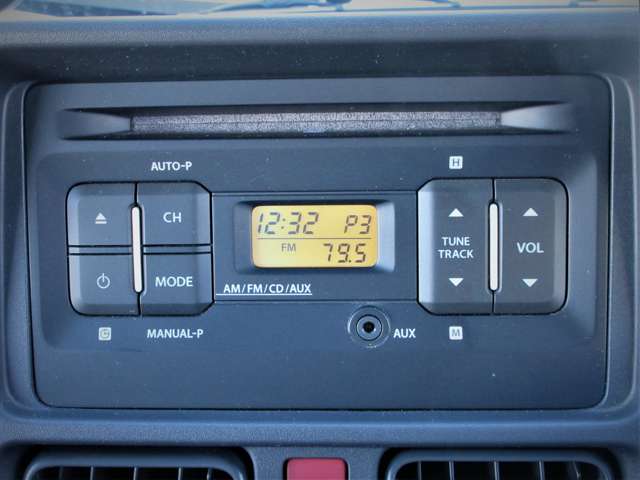 AUTO-P
H
CH
12:32 P3
FM 79.5
TUNE
TRACK
VOL
MODE
AM/FM/CD/AUX
C
MANUAL-P
AUX
M